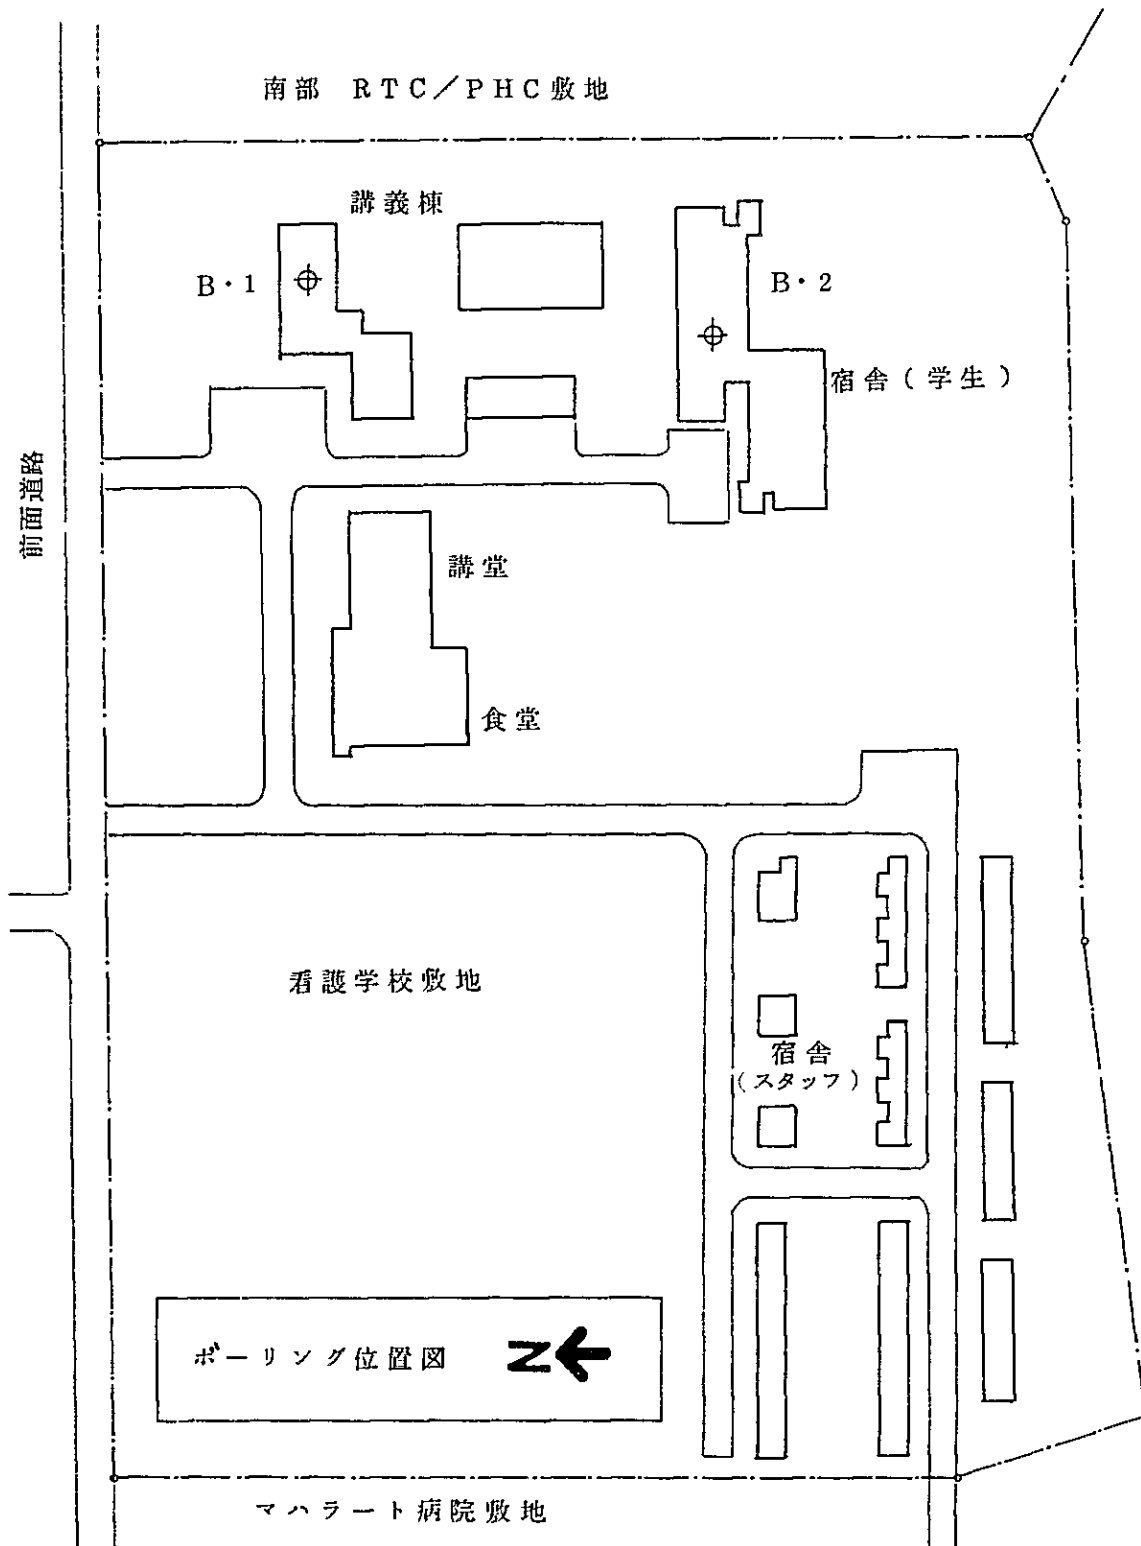 南部 RTC／PHC敷地
講義棟
B・1
B・2
宿舎（学生）
前面道路
講堂
食堂
看護学校敷地
宿舎
（スタッフ）
ボーリング位置図
N
マハラート病院敷地